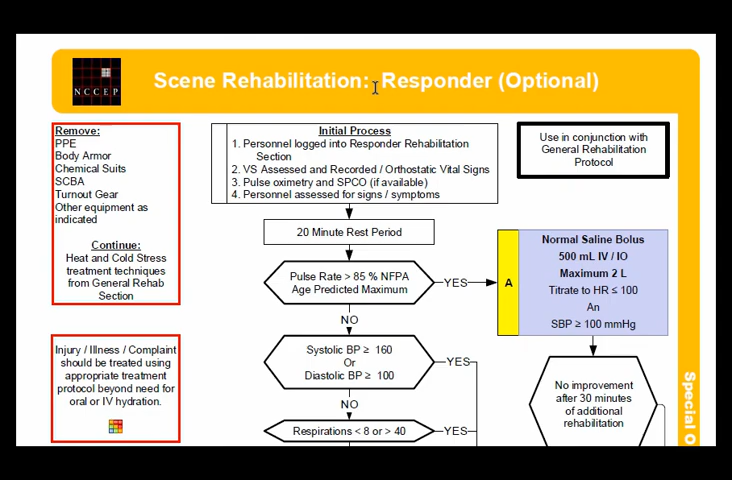 NCCEP
Scene Rehabilitation: Responder (Optional)
Remove:
PPE
Body Armor
Chemical Suits
SCBA
Turnout Gear
Other equipment as
indicated
Continue:
Heat and Cold Stress
treatment techniques
from General Rehab
Section
Injury / Illness / Complaint
should be treated using
appropriate treatment
protocol beyond need for
oral or IV hydration.
Initial Process
1. Personnel logged into Responder Rehabilitation
Section
2. VS Assessed and Recorded / Orthostatic Vital Signs
3. Pulse oximetry and SPCO (if available)
4. Personnel assessed for signs / symptoms
20 Minute Rest Period
Pulse Rate > 85 % NFPA
Age Predicted Maximum
YES
NO
Systolic BP ≥ 160
Or
Diastolic BP ≥ 100
YES
NO
Respirations < 8 or > 40
YES
Use in conjunction with
General Rehabilitation
Protocol
A
Normal Saline Bolus
500 mL IV / IO
Maximum 2 L
Titrate to HR ≤ 100
An
SBP ≥ 100 mmHg
No improvement
after 30 minutes
of additional
rehabilitation
Special O